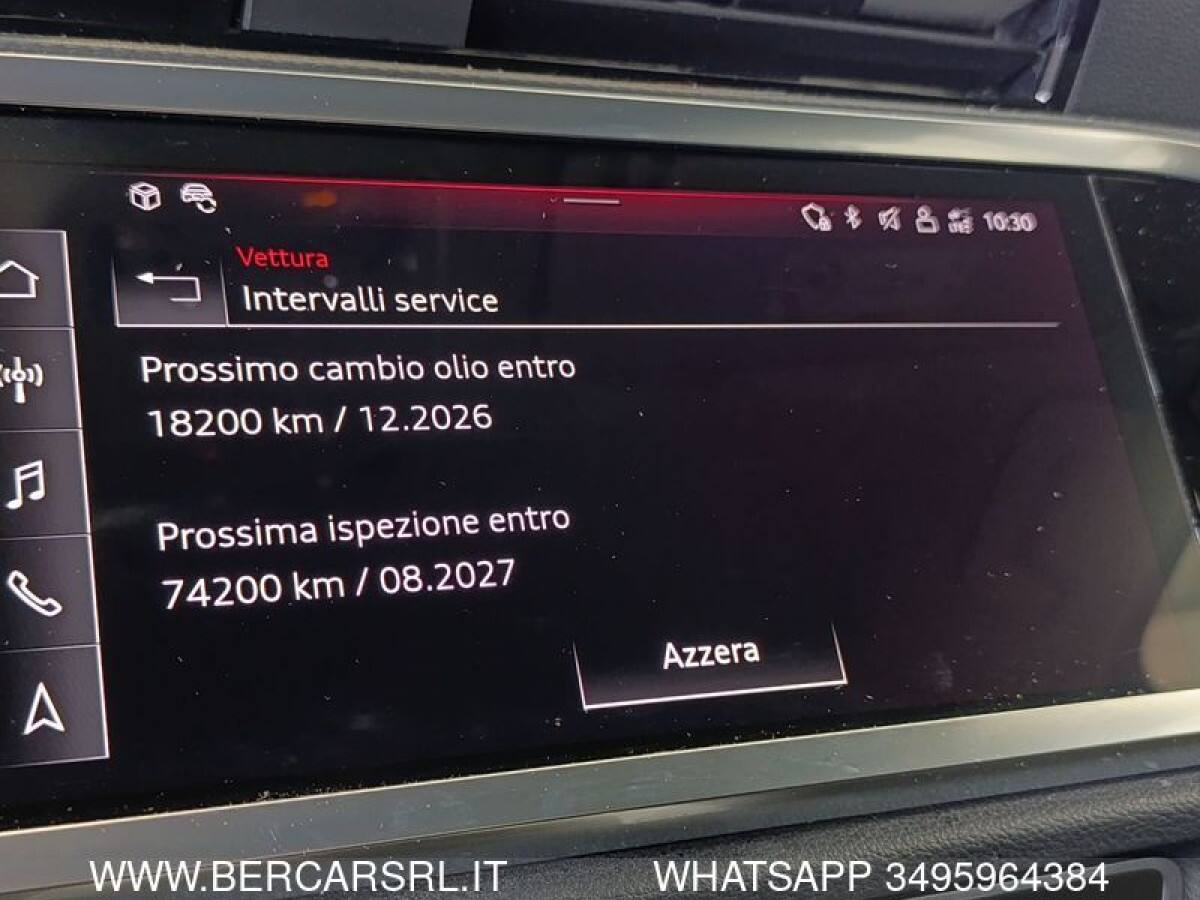 10:30
Vettura
Intervalli service
Prossimo cambio olio entro
18200 km / 12.2026
Prossima ispezione entro
74200 km / 08.2027
Azzera
WWW.BERCARSRL.IT WHATSAPP 3495964384